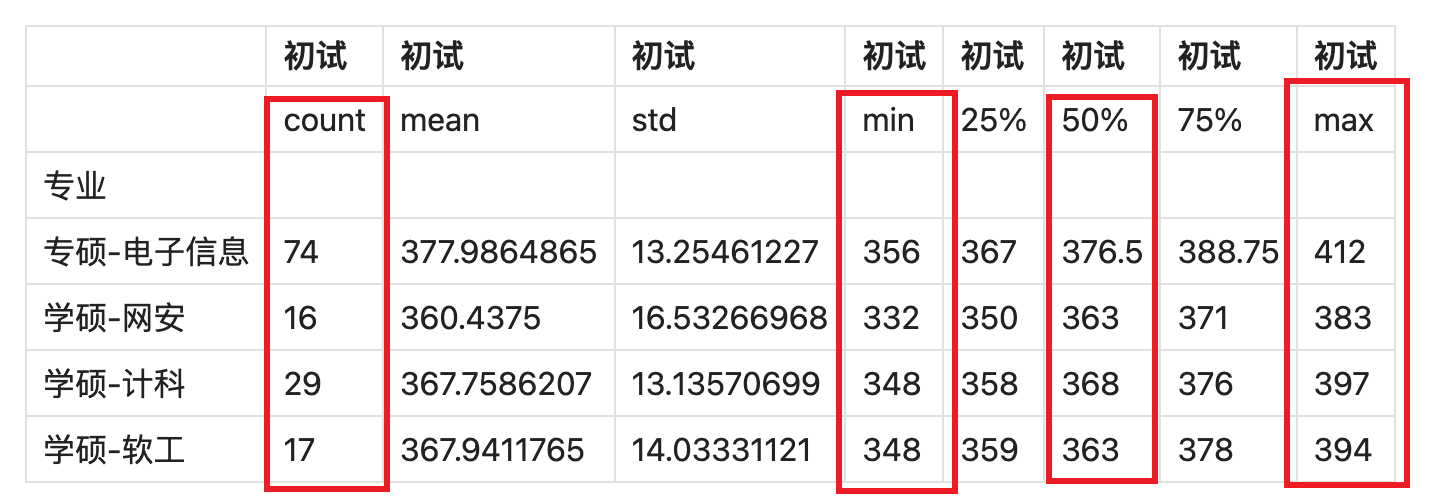 初试 初试 初试 初试 初试 初试 初试 初试
count mean std min 25% 50% 75% max
专业
专硕-电子信息 74 377.9864865 13.25461227 356 367 376.5 388.75 412
学硕-网安 16 360.4375 16.53266968 332 350 363 371 383
学硕-计科 29 367.7586207 13.13570699 348 358 368 376 397
学硕-软工 17 367.9411765 14.03331121 348 359 363 378 394